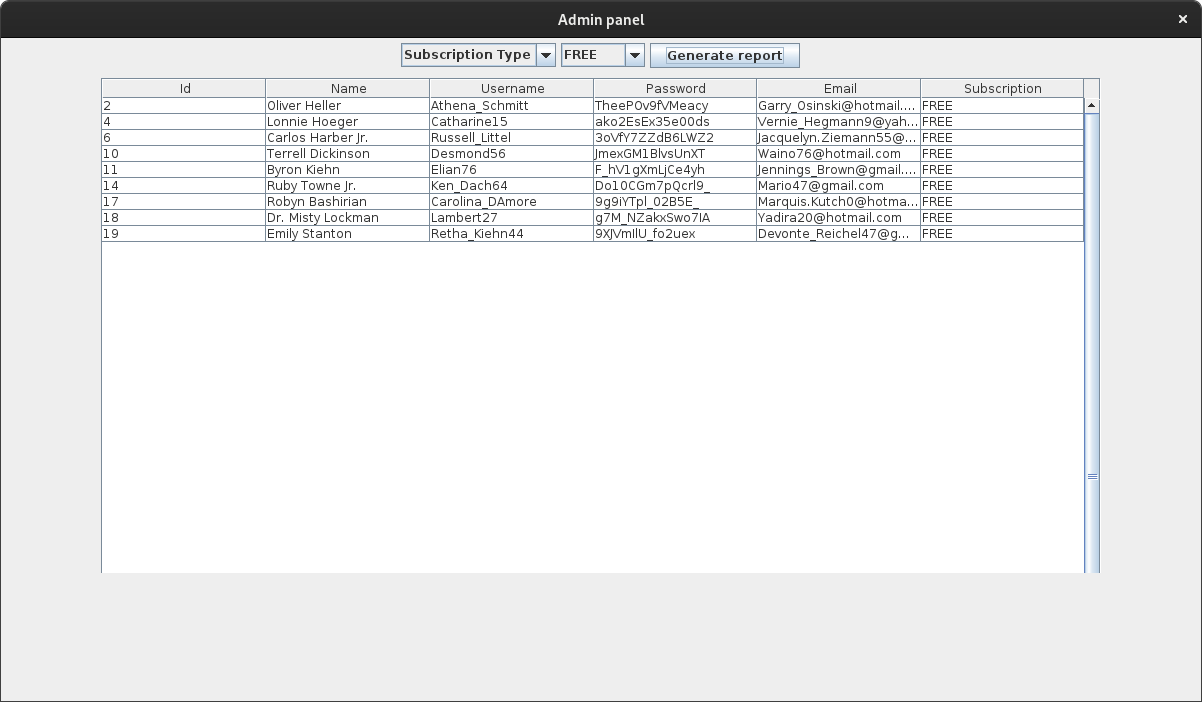 Admin panel ×
Subscription Type FREE Generate report
Id Name Username Password Email Subscription
2 Oliver Heller Athena_Schmitt TheePOv9fVMeacy Garry_Osinski@hotmail.... FREE
4 Lonnie Hoeger Catharine15 ako2EsEx35e00ds Vernie_Hegmann9@yah... FREE
6 Carlos Harber Jr. Russell_Littel 3oVfY7ZZdB6LWZ2 Jacquelyn.Ziemann55@... FREE
10 Terrell Dickinson Desmond56 JmexGM1BlvsUnXT Waino76@hotmail.com FREE
11 Byron Kiehn Elian76 F_hV1gXmLjCe4yh Jennings_Brown@gmail.... FREE
14 Ruby Towne Jr. Ken_Dach64 Do10CGm7pQcrl9_ Mario47@gmail.com FREE
17 Robyn Bashirian Carolina_DAmore 9g9iYTpl_02B5E_ Marquis.Kutch0@hotma... FREE
18 Dr. Misty Lockman Lambert27 g7M_NZakxSwo7IA Yadira20@hotmail.com FREE
19 Emily Stanton Retha_Kiehn44 9XJVmIlU_fo2uex Devonte_Reichel47@g... FREE